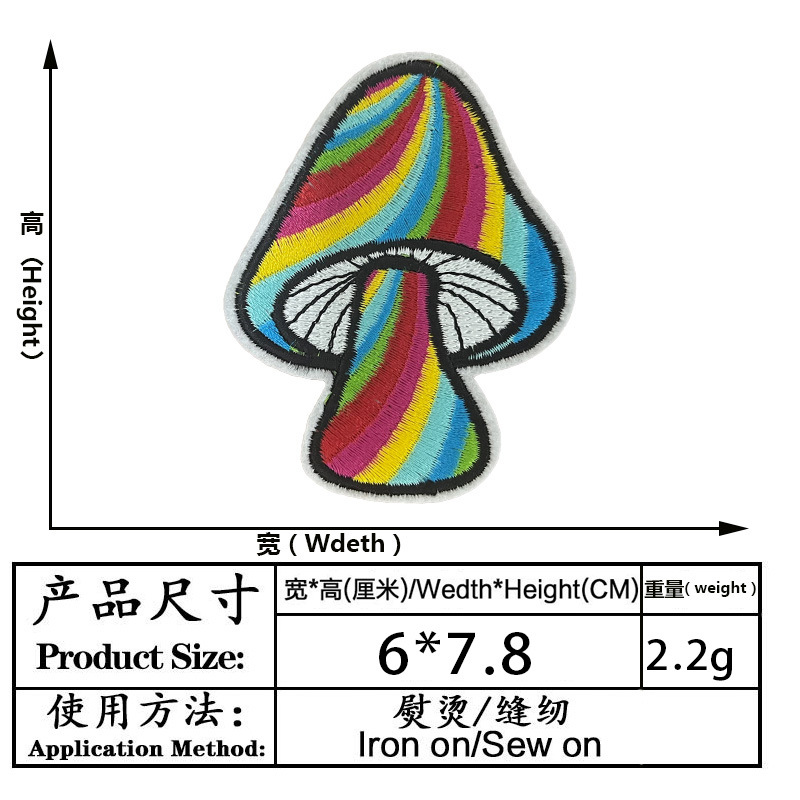 高（Height）
宽（Wdeth）
产品尺寸
Product Size:
宽*高(厘米)/Wedth*Height(CM)
重量( weight )
6*7.8
2.2g
使用方法：
Application Method:
熨烫/缝纫
Iron on/Sew on